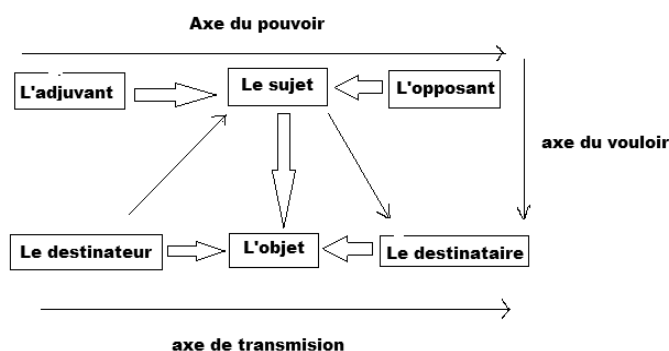 Axe du pouvoir
L'adjuvant
Le sujet
L'opposant
axe du vouloir
Le destinateur
L'objet
Le destinataire
axe de transmision